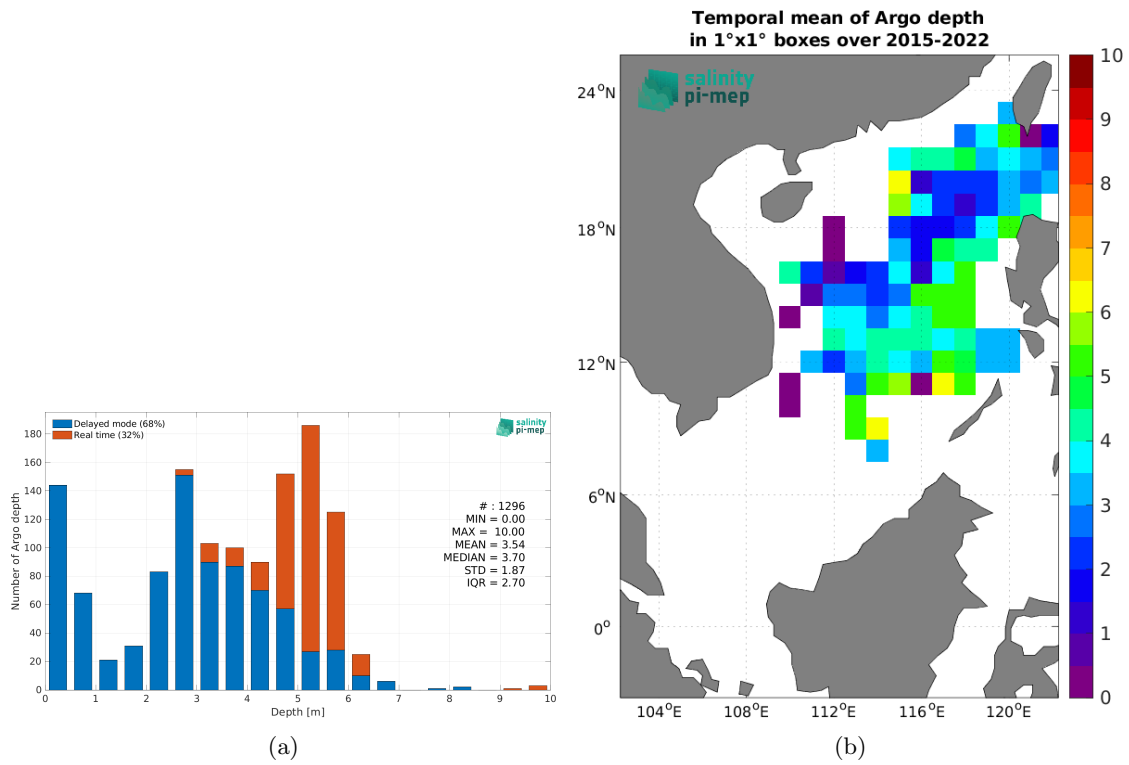 180
160
140
120
100
80
60
40
20
0
Number of Argo depth
Delayed mode (68%)
Real time (32%)
salinity
pi-mep
# : 1296
MIN = 0.00
MAX = 10.00
MEAN = 3.54
MEDIAN = 3.70
STD = 1.87
IQR = 2.70
0 1 2 3 4 5 6 7 8 9 10
Depth [m]
(a)
Temporal mean of Argo depth
in 1°x1° boxes over 2015-2022
salinity
pi-mep
24°N
18°N
12°N
6°N
0°
104°E 108°E 112°E 116°E 120°E
10
9
8
7
6
5
4
3
2
1
0
(b)